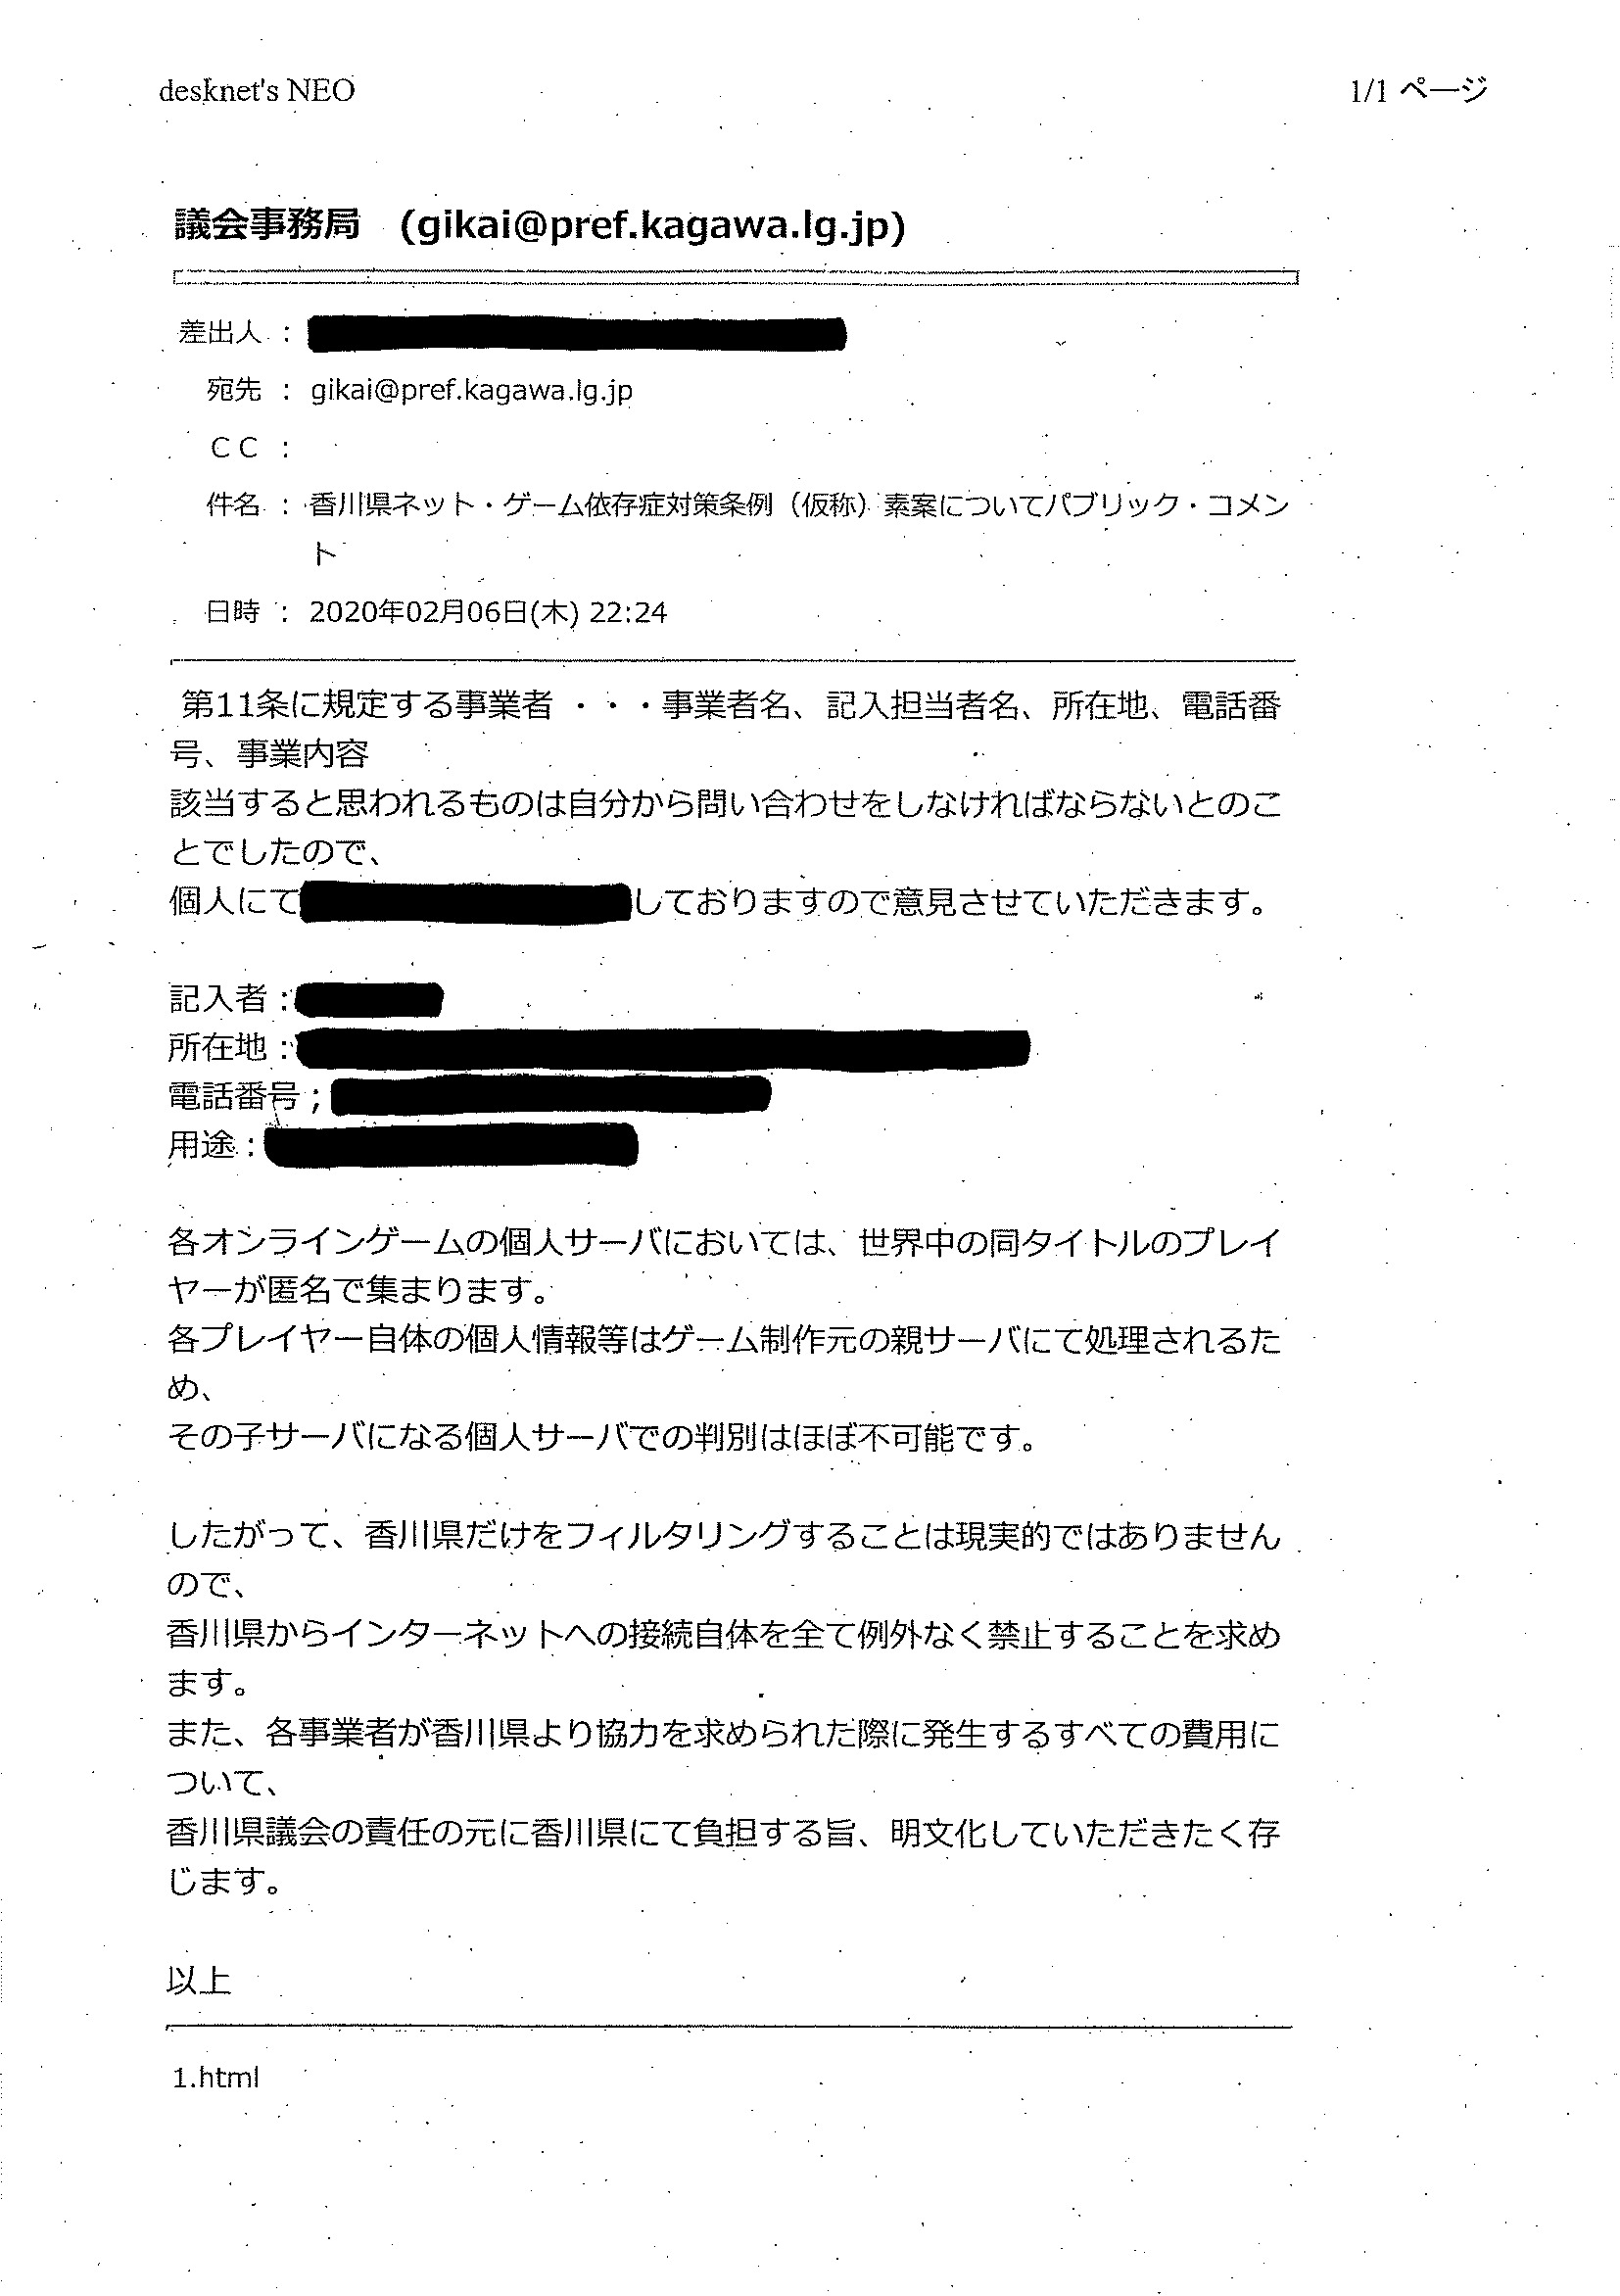 desknet's NEO
1/1 ページ
議会事務局 (gikai@pref.kagawa.lg.jp)
差出人 :
宛先 : gikai@pref.kagawa.lg.jp
CC :
件名 : 香川県ネット・ゲーム依存症対策条例（仮称）素案についてパブリック・コメン
ト
日時 : 2020年02月06日(木) 22:24
第11条に規定する事業者 ・・・事業者名、記入担当者名、所在地、電話番
号、事業内容
該当すると思われるものは自分から問い合わせをしなければならないとのこ
とでしたので、
個人にて しておりますので意見させていただきます。
記入者 :
所在地 :
電話番号 ;
用途 :
各オンラインゲームの個人サーバにおいては、世界中の同タイトルのプレイ
ヤーが匿名で集まります。
各プレイヤー自体の個人情報等はゲーム制作元の親サーバにて処理されるた
め、
その子サーバになる個人サーバでの判別はほぼ不可能です。
したがって、香川県だけをフィルタリングすることは現実的ではありません
ので、
香川県からインターネットへの接続自体を全て例外なく禁止することを求め
ます。
また、各事業者が香川県より協力を求められた際に発生するすべての費用に
ついて、
香川県議会の責任の元に香川県にて負担する旨、明文化していただきたく存
じます。
以上
1.html